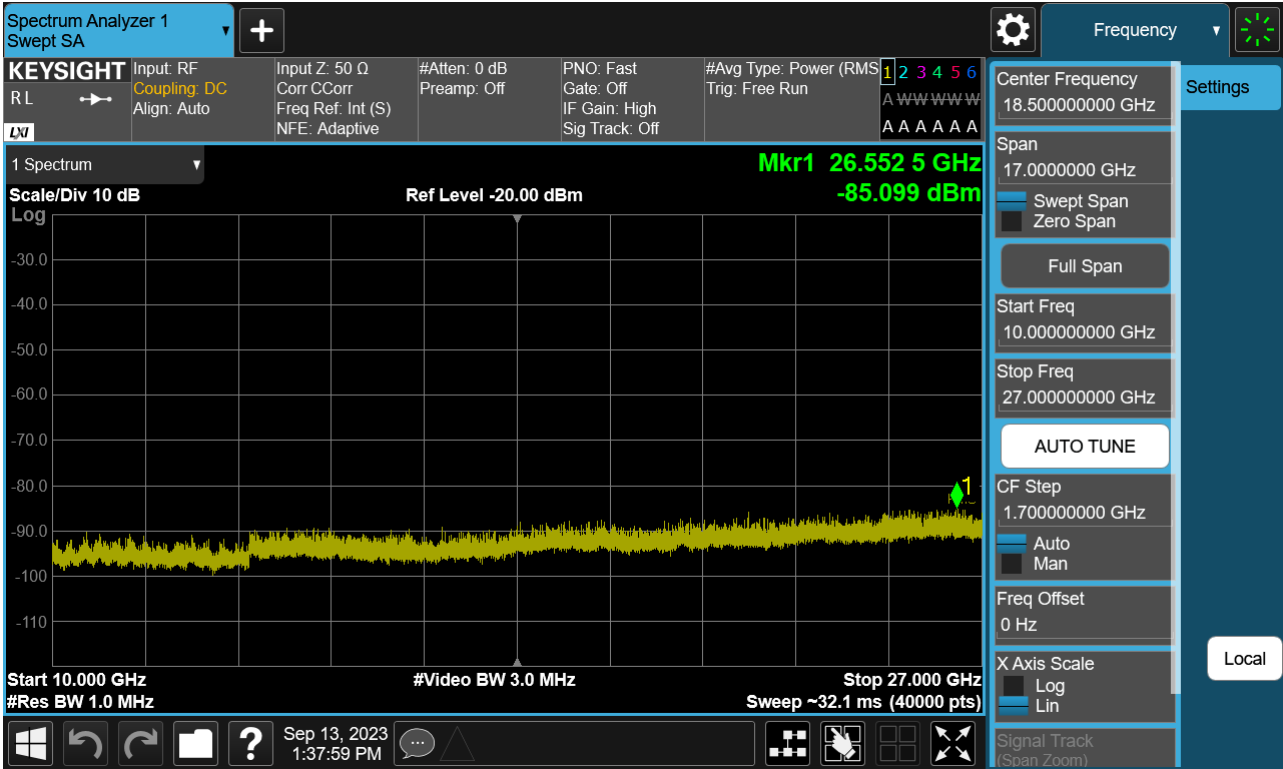 Spectrum Analyzer 1
Swept SA
Frequency
KEYSIGHT
R L
LXI
Input: RF
Coupling: DC
Align: Auto
Input Z: 50 Ω
Corr CCorr
Freq Ref: Int (S)
NFE: Adaptive
#Atten: 0 dB
Preamp: Off
PNO: Fast
Gate: Off
IF Gain: High
Sig Track: Off
#Avg Type: Power (RMS
Trig: Free Run
1 2 3 4 5 6
A W W W W W
A A A A A A
1 Spectrum
Scale/Div 10 dB
Log
Ref Level -20.00 dBm
Mkr1 26.552 5 GHz
-85.099 dBm
-30.0
-40.0
-50.0
-60.0
-70.0
-80.0
-90.0
-100
-110
1
Start 10.000 GHz
#Res BW 1.0 MHz
#Video BW 3.0 MHz
Stop 27.000 GHz
Sweep ~32.1 ms (40000 pts)
Center Frequency
18.500000000 GHz
Span
17.0000000 GHz
Swept Span
Zero Span
Full Span
Start Freq
10.000000000 GHz
Stop Freq
27.000000000 GHz
AUTO TUNE
CF Step
1.700000000 GHz
Auto
Man
Freq Offset
0 Hz
X Axis Scale
Log
Lin
Signal Track
(Span Zoom)
Settings
Local
?
Sep 13, 2023
1:37:59 PM